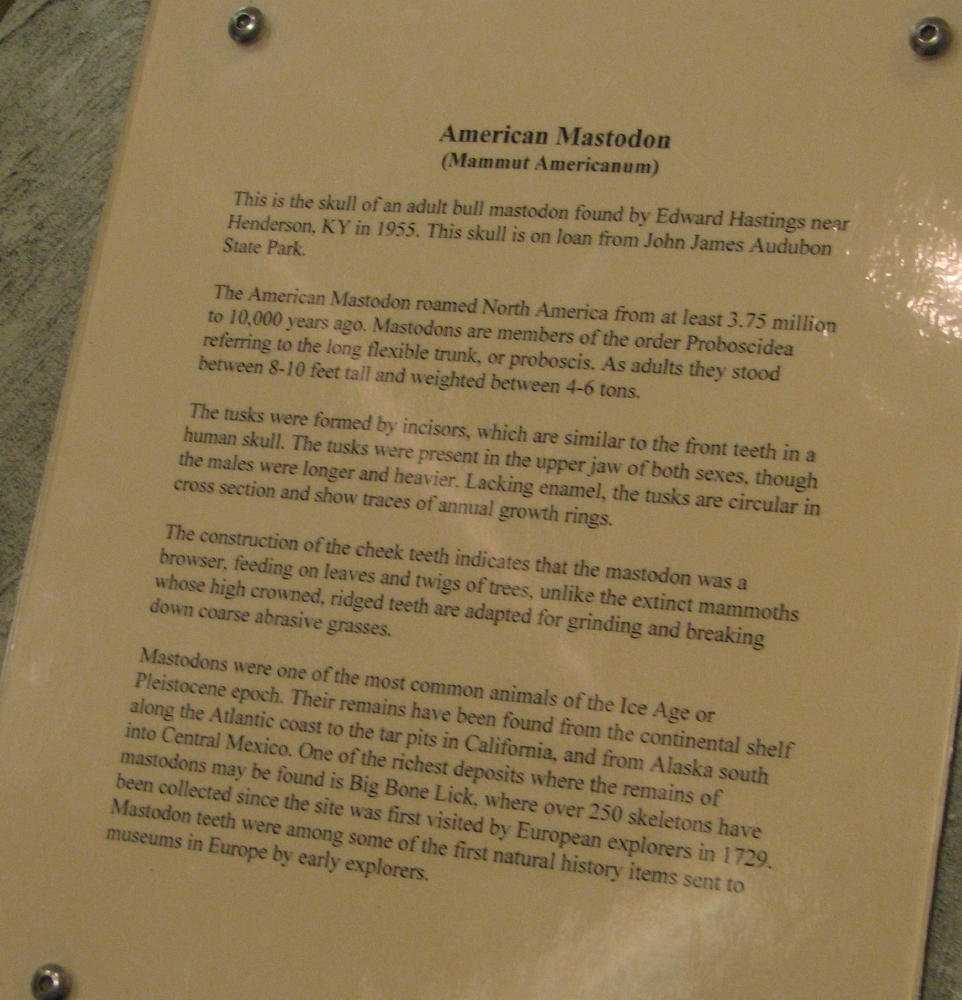 American Mastodon
(Mammut Americanum)
This is the skull of an adult bull mastodon found by Edward Hastings near
Henderson, KY in 1955. This skull is on loan from John James Audubon
State Park.
The American Mastodon roamed North America from at least 3.75 million
to 10,000 years ago. Mastodons are members of the order Proboscidea
referring to the long flexible trunk, or proboscis. As adults they stood
between 8-10 feet tall and weighted between 4-6 tons.
The tusks were formed by incisors, which are similar to the front teeth in a
human skull. The tusks were present in the upper jaw of both sexes, though
the males were longer and heavier. Lacking enamel, the tusks are circular in
cross section and show traces of annual growth rings.
The construction of the cheek teeth indicates that the mastodon was a
browser, feeding on leaves and twigs of trees, unlike the extinct mammoths
whose high crowned, ridged teeth are adapted for grinding and breaking
down coarse abrasive grasses.
Mastodons were one of the most common animals of the Ice Age or
Pleistocene epoch. Their remains have been found from the continental shelf
along the Atlantic coast to the tar pits in California, and from Alaska south
into Central Mexico. One of the richest deposits where the remains of
mastodons may be found is Big Bone Lick, where over 250 skeletons have
been collected since the site was first visited by European explorers in 1729.
Mastodon teeth were among some of the first natural history items sent to
museums in Europe by early explorers.